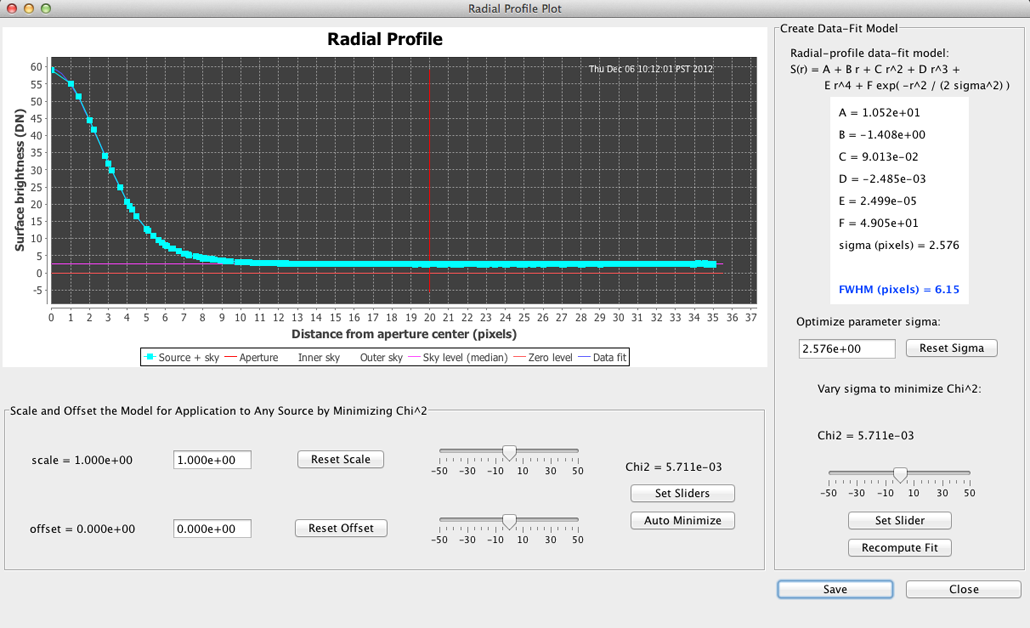 Radial Profile Plot
Radial Profile
Thu Dec 06 10:12:01 PST 2012
Surface brightness (DN)
60
55
50
45
40
35
30
25
20
15
10
5
0
-5
0 1 2 3 4 5 6 7 8 9 10 11 12 13 14 15 16 17 18 19 20 21 22 23 24 25 26 27 28 29 30 31 32 33 34 35 36 37
Distance from aperture center (pixels)
Source + sky Aperture Inner sky Outer sky Sky level (median) Zero level Data fit
Create Data-Fit Model
Radial-profile data-fit model:
S(r) = A + B r + C r^2 + D r^3 +
E r^4 + F exp( -r^2 / (2 sigma^2) )
A = 1.052e+01
B = -1.408e+00
C = 9.013e-02
D = -2.485e-03
E = 2.499e-05
F = 4.905e+01
sigma (pixels) = 2.576
FWHM (pixels) = 6.15
Optimize parameter sigma:
2.576e+00 Reset Sigma
Vary sigma to minimize Chi^2:
Chi2 = 5.711e-03
-50 -30 -10 10 30 50
Set Slider
Recompute Fit
Scale and Offset the Model for Application to Any Source by Minimizing Chi^2
scale = 1.000e+00 1.000e+00 Reset Scale
-50 -30 -10 10 30 50
offset = 0.000e+00 0.000e+00 Reset Offset
-50 -30 -10 10 30 50
Chi2 = 5.711e-03
Set Sliders
Auto Minimize
Save Close